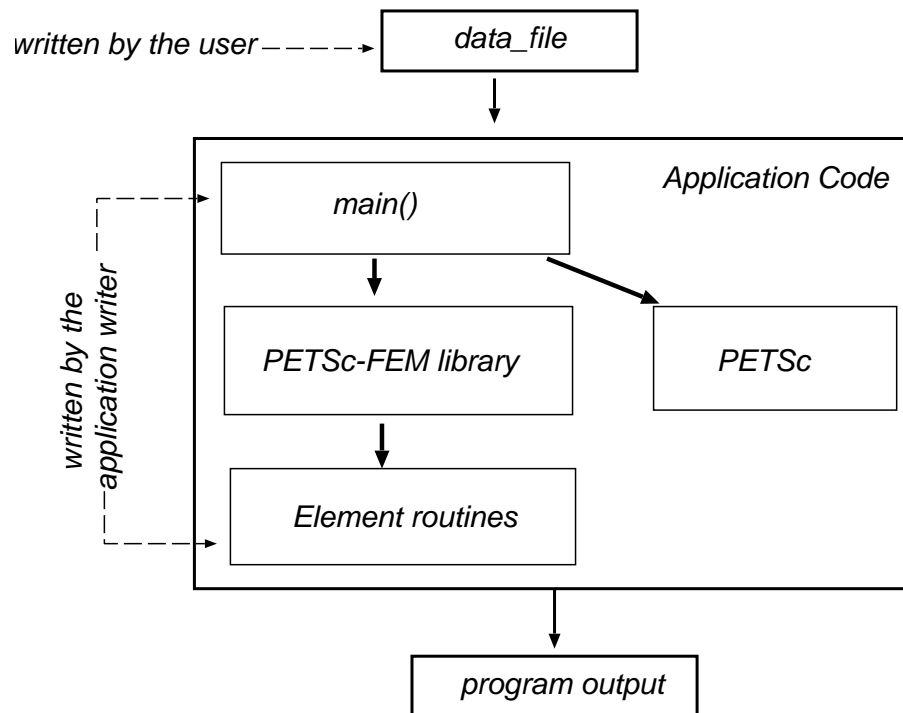 written by the user
data_file
Application Code
main()
written by the
application writer
PETSc-FEM library
PETSc
Element routines
program output